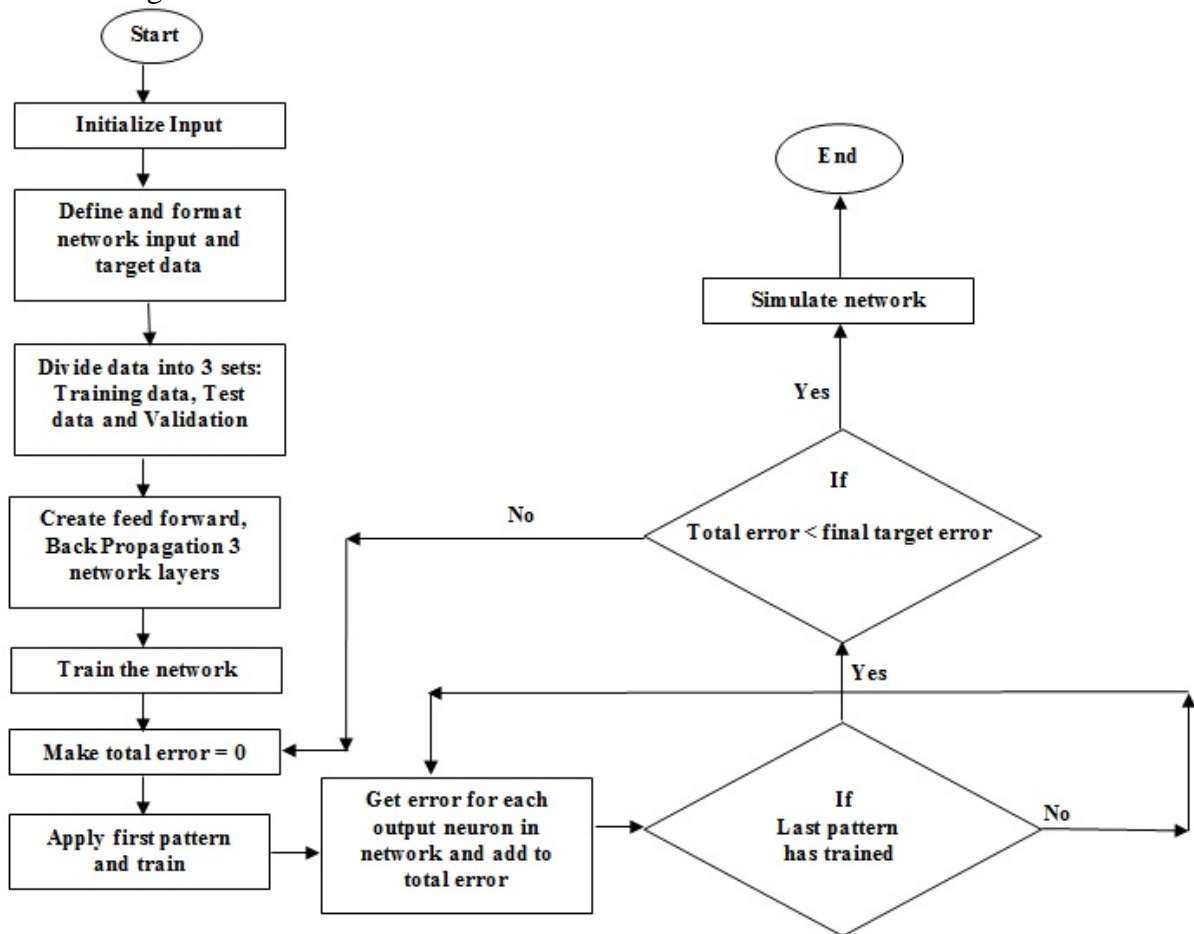 Start
Initialize Input
Define and format
network input and
target data
Divide data into 3 sets:
Training data, Test
data and Validation
Create feed forward,
Back Propagation 3
network layers
Train the network
Make total error = 0
Apply first pattern
and train
Get error for each
output neuron in
network and add to
total error
If
Last pattern
has trained
No
Yes
If
Total error < final target error
No
Yes
Simulate network
End